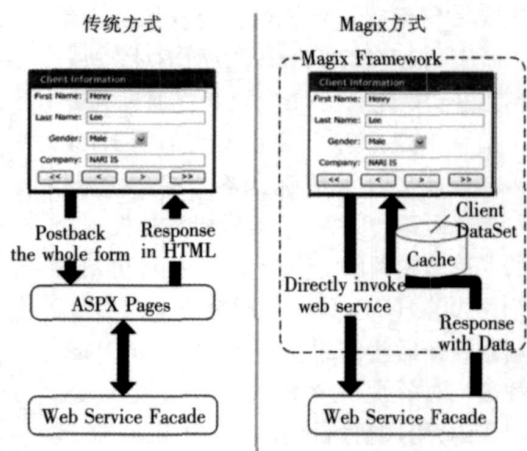 传统方式
Client Information
First Name: Henry
Last Name: Lee
Gender: Male
Company: NARI IS
<< < > >>
Postback
the whole form
Response
in HTML
ASPX Pages
Web Service Facade
Magix方式
Magix Framework
Client Information
First Name: Henry
Last Name: Lee
Gender: Male
Company: NARI IS
<< < > >>
Client
DataSet
Cache
Directly invoke
web service
Response
with Data
Web Service Facade